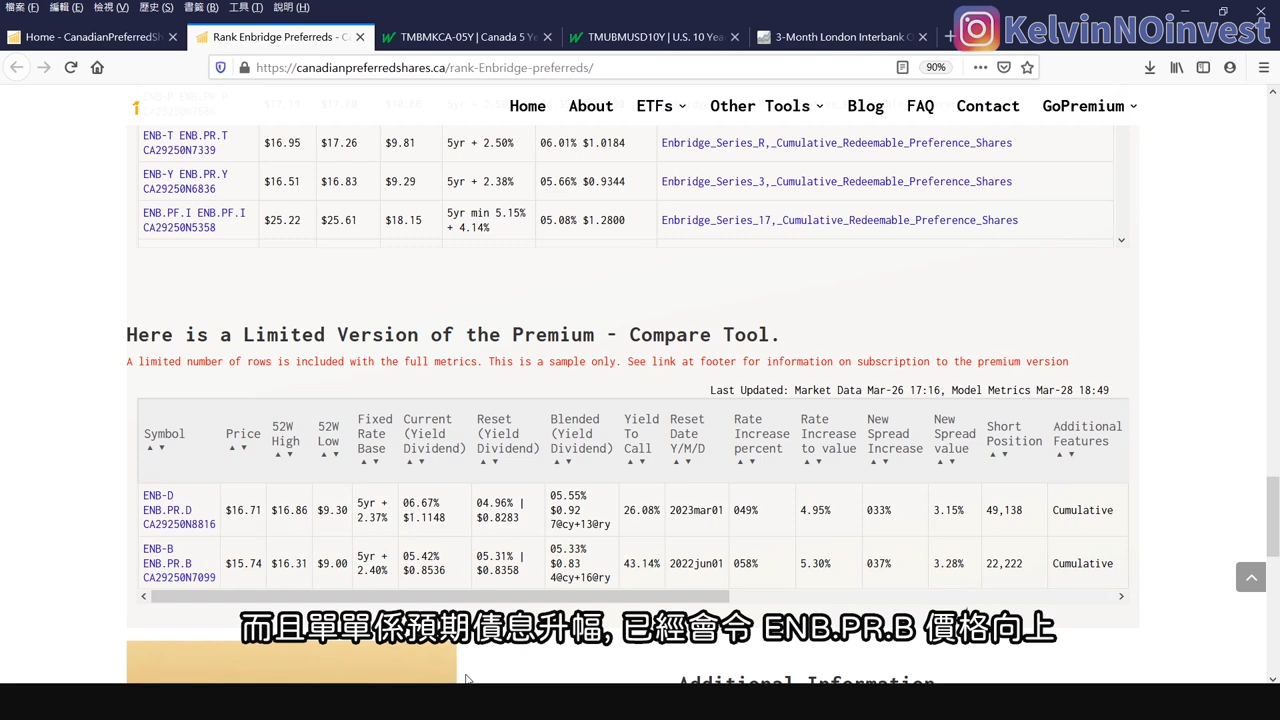 檔案 (F) 編輯 (E) 檢視 (V) 歷史 (S) 書籤 (B) 工具 (T) 說明 (H)
Home - CanadianPreferredSh
Rank Enbridge Preferreds - C
TMBMKCA-05Y | Canada 5 Ye
TMUBMUSD10Y | U.S. 10 Yea
3-Month London Interbank O
KelvinNOinvest
https://canadianpreferredshares.ca/rank-Enbridge-preferreds/
90%
1
Home About ETFs Other Tools Blog FAQ Contact GoPremium
ENB-T ENB.PR.T CA29250N7339 $16.95 $17.26 $9.81 5yr + 2.50% 06.01% $1.0184 Enbridge_Series_R,_Cumulative_Redeemable_Preference_Shares
ENB-Y ENB.PR.Y CA29250N6836 $16.51 $16.83 $9.29 5yr + 2.38% 05.66% $0.9344 Enbridge_Series_3,_Cumulative_Redeemable_Preference_Shares
ENB.PF.I ENB.PF.I CA29250N5358 $25.22 $25.61 $18.15 5yr min 5.15% + 4.14% 05.08% $1.2800 Enbridge_Series_17,_Cumulative_Redeemable_Preference_Shares
Here is a Limited Version of the Premium - Compare Tool.
A limited number of rows is included with the full metrics. This is a sample only. See link at footer for information on subscription to the premium version
Last Updated: Market Data Mar-26 17:16, Model Metrics Mar-28 18:49
Symbol Price 52W High 52W Low Fixed Rate Base Current (Yield Dividend) Reset (Yield Dividend) Blended (Yield Dividend) Yield To Call Reset Date Y/M/D Rate Increase percent Rate Increase to value New Spread Increase New Spread value Short Position Additional Features
ENB-D ENB.PR.D CA29250N8816 $16.71 $16.86 $9.30 5yr + 2.37% 06.67% $1.1148 04.96% | $0.8283 05.55% $0.92 7@cy+13@ry 26.08% 2023mar01 049% 4.95% 033% 3.15% 49,138 Cumulative
ENB-B ENB.PR.B CA29250N7099 $15.74 $16.31 $9.00 5yr + 2.40% 05.42% $0.8536 05.31% | $0.8358 05.33% $0.83 4@cy+16@ry 43.14% 2022jun01 058% 5.30% 037% 3.28% 22,222 Cumulative
而且單單係預期債息升幅, 已經會令 ENB.PR.B 價格向上
Additional Information